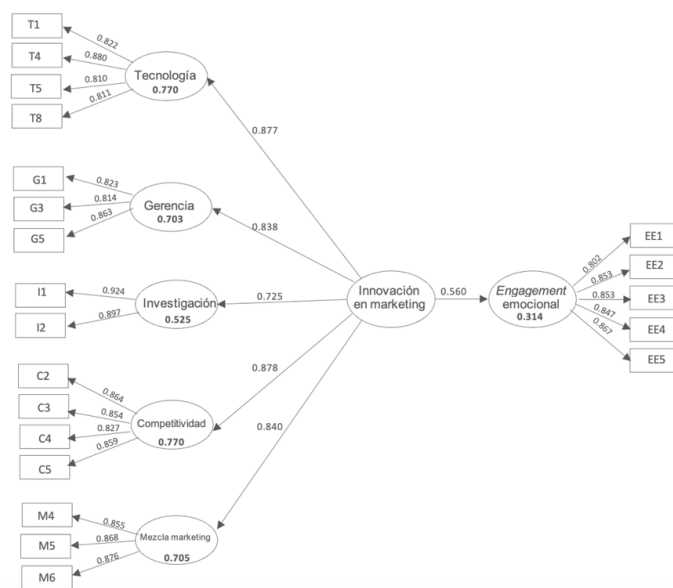 T1
0.822
T4
0.880
T5
0.810
T8
0.811
Tecnología
0.770
0.877
G1
0.823
G3
0.814
G5
0.863
Gerencia
0.703
0.838
I1
0.924
I2
0.897
Investigación
0.525
0.725
Innovación
en marketing
0.560
Engagement
emocional
0.314
EE1
0.802
EE2
0.853
EE3
0.853
EE4
0.847
EE5
0.867
C2
0.864
C3
0.854
C4
0.827
C5
0.859
Competitividad
0.770
0.878
M4
0.855
M5
0.868
M6
0.876
Mezcla marketing
0.705
0.840